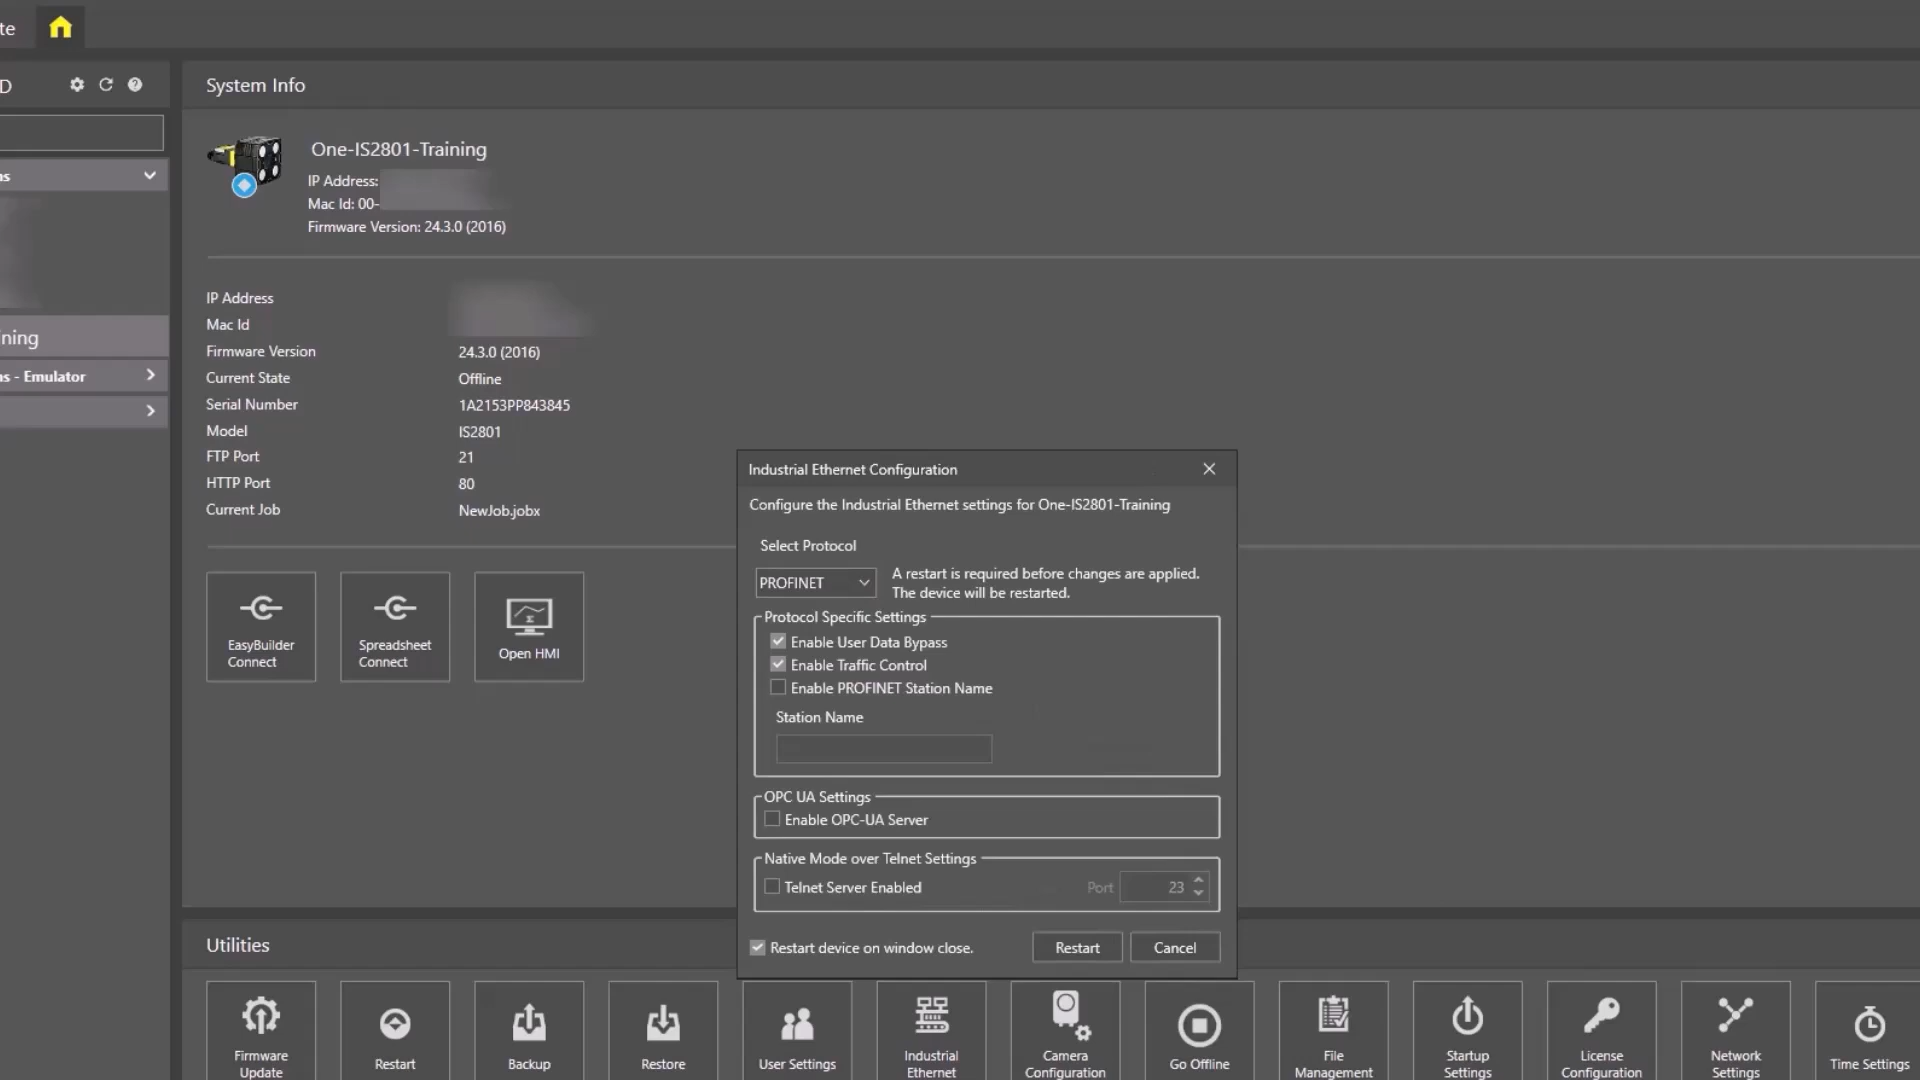 te
D
System Info
One-IS2801-Training
IP Address:
Mac Id: 00-
Firmware Version: 24.3.0 (2016)
ns
ining
ns - Emulator
IP Address
Mac Id
Firmware Version 24.3.0 (2016)
Current State Offline
Serial Number 1A2153PP843845
Model IS2801
FTP Port 21
HTTP Port 80
Current Job NewJob.jobx
EasyBuilder
Connect
Spreadsheet
Connect
Open HMI
Industrial Ethernet Configuration
Configure the Industrial Ethernet settings for One-IS2801-Training
Select Protocol
PROFINET
A restart is required before changes are applied.
The device will be restarted.
Protocol Specific Settings
Enable User Data Bypass
Enable Traffic Control
Enable PROFINET Station Name
Station Name
OPC UA Settings
Enable OPC-UA Server
Native Mode over Telnet Settings
Telnet Server Enabled Port 23
Restart device on window close. Restart Cancel
Utilities
Firmware
Update
Restart
Backup
Restore
User Settings
Industrial
Ethernet
Camera
Configuration
Go Offline
File
Management
Startup
Settings
License
Configuration
Network
Settings
Time Settings